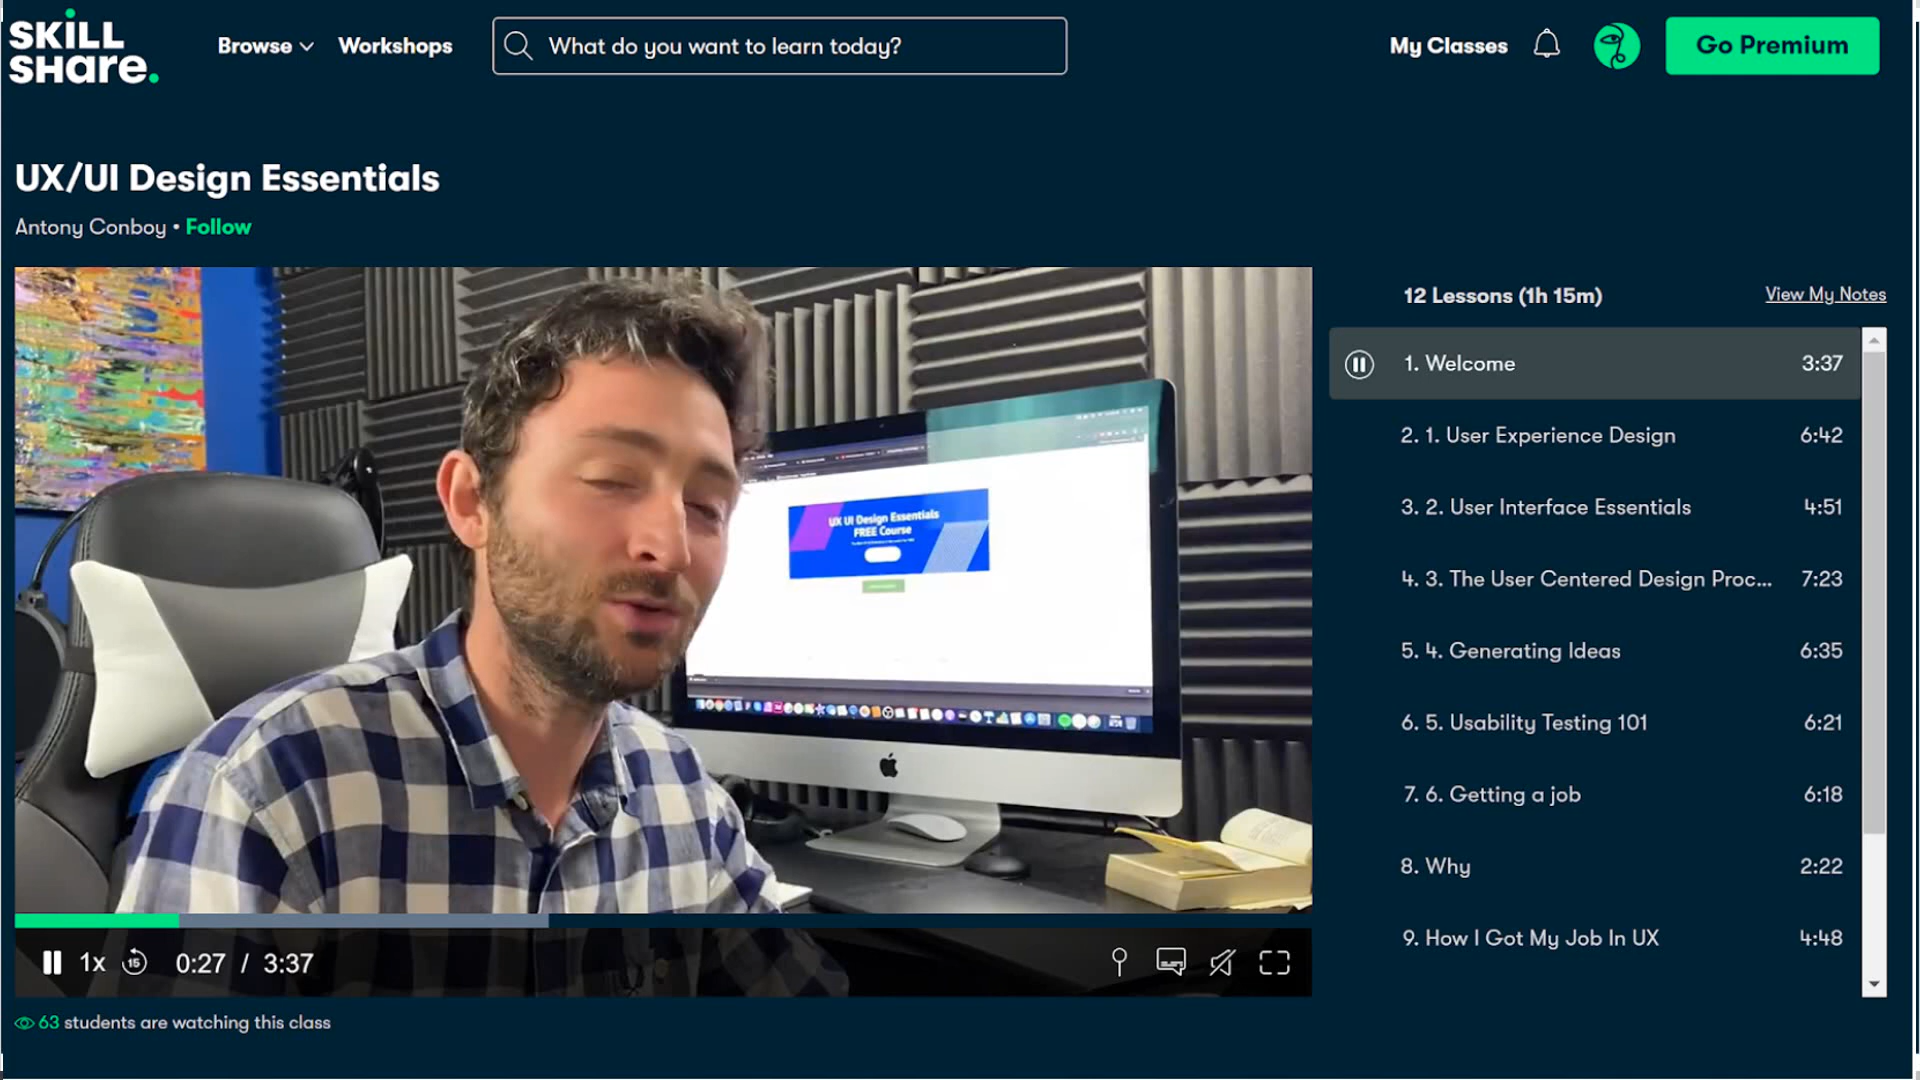 SKILL
SHare.
Browse
Workshops
What do you want to learn today?
My Classes
Go Premium
UX/UI Design Essentials
Antony Conboy • Follow
UX UI Design Essentials
FREE Course
12 Lessons (1h 15m)
View My Notes
1. Welcome 3:37
2. 1. User Experience Design 6:42
3. 2. User Interface Essentials 4:51
4. 3. The User Centered Design Proc... 7:23
5. 4. Generating Ideas 6:35
6. 5. Usability Testing 101 6:21
7. 6. Getting a job 6:18
8. Why 2:22
9. How I Got My Job In UX 4:48
1x 15 0:27 / 3:37
63 students are watching this class